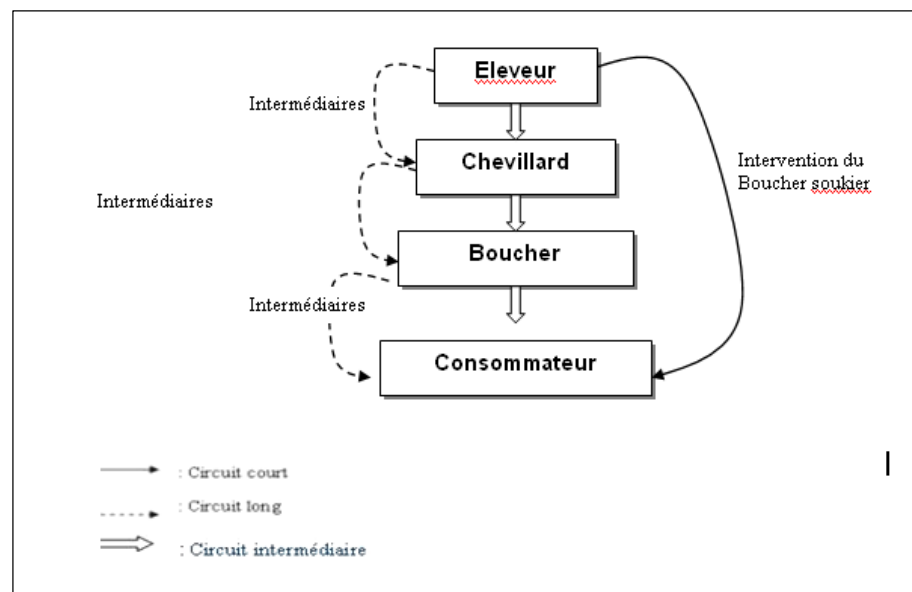 Eleveur
Intermédiaires
Chevillard
Intervention du
Boucher soukier
Intermédiaires
Boucher
Intermédiaires
Consommateur
: Circuit court
: Circuit long
: Circuit intermédiaire